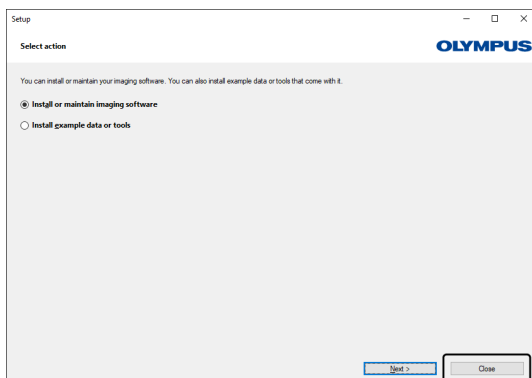 Setup
Select action
OLYMPUS
You can install or maintain your imaging software. You can also install example data or tools that come with it.
Install or maintain imaging software
Install example data or tools
Next >
Close